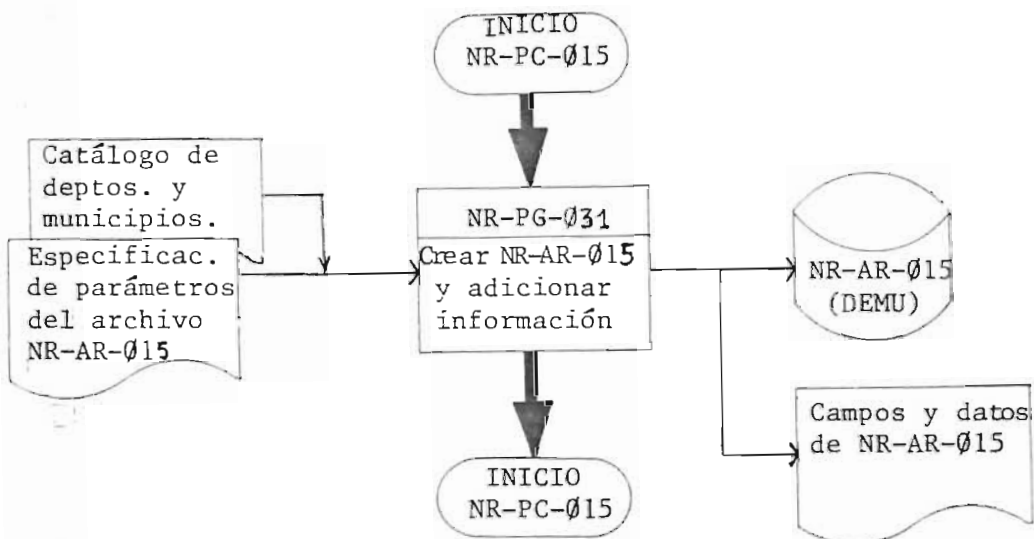 INICIO
NR-PC-Ø15
Catálogo de
deptos. y
municipios.
Especificac.
de parámetros
del archivo
NR-AR-Ø15
NR-PG-Ø31
Crear NR-AR-Ø15
y adicionar
información
NR-AR-Ø15
(DEMU)
Campos y datos
de NR-AR-Ø15
INICIO
NR-PC-Ø15